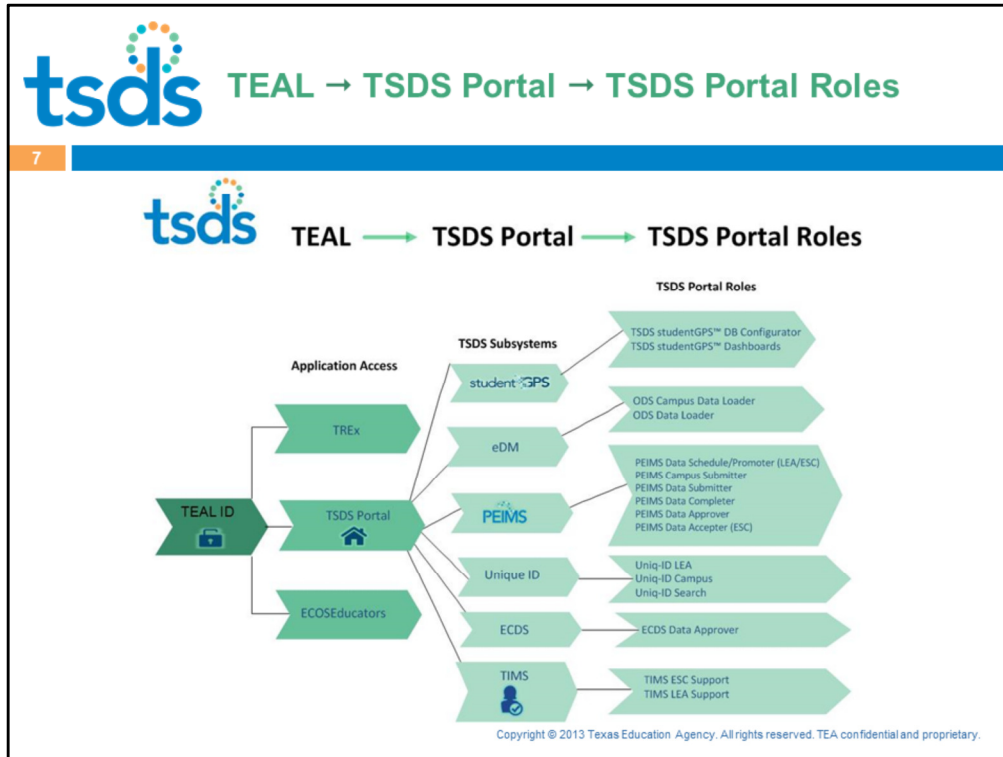 tsds
TEAL → TSDS Portal → TSDS Portal Roles
7
tsds
TEAL → TSDS Portal → TSDS Portal Roles
TSDS Portal Roles
TSDS Subsystems
Application Access
TSDS studentGPS™ DB Configurator
TSDS studentGPS™ Dashboards
studentGPS
ODS Campus Data Loader
ODS Data Loader
TREx
eDM
PEIMS Data Schedule/Promoter (LEA/ESC)
PEIMS Campus Submitter
PEIMS Data Submitter
PEIMS Data Completer
PEIMS Data Approver
PEIMS Data Accepter (ESC)
TEAL ID
TSDS Portal
PEIMS
Unique ID
Uniq-ID LEA
Uniq-ID Campus
Uniq-ID Search
ECOSEducators
ECDS
ECDS Data Approver
TIMS
TIMS ESC Support
TIMS LEA Support
Copyright © 2013 Texas Education Agency. All rights reserved. TEA confidential and proprietary.